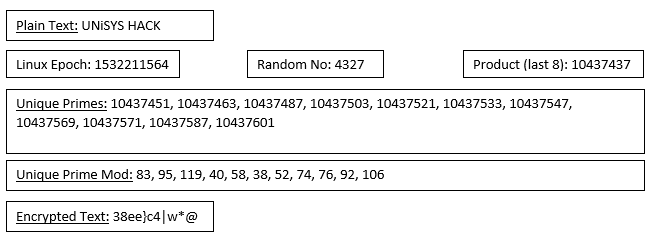 Plain Text: UNiSYS HACK
Linux Epoch: 1532211564
Random No: 4327
Product (last 8): 10437437
Unique Primes: 10437451, 10437463, 10437487, 10437503, 10437521, 10437533, 10437547,
10437569, 10437571, 10437587, 10437601
Unique Prime Mod: 83, 95, 119, 40, 58, 38, 52, 74, 76, 92, 106
Encrypted Text: 38ee}c4|w*@